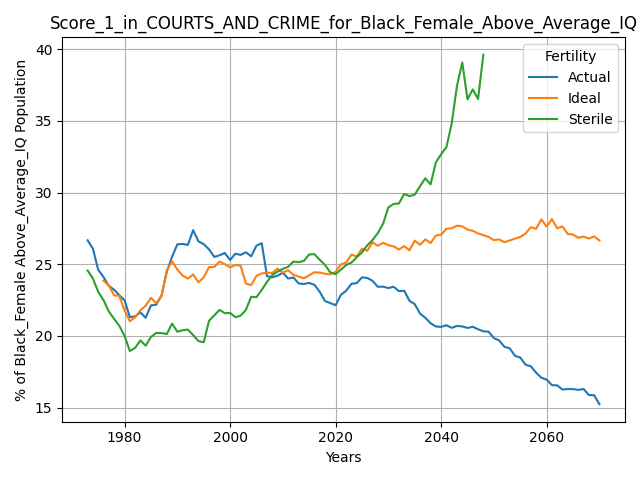 Score_1_in_COURTS_AND_CRIME_for_Black_Female_Above_Average_IQ
% of Black_Female Above_Average_IQ Population
40
35
30
25
20
15
Fertility
Actual
Ideal
Sterile
1980 2000 2020 2040 2060
Years